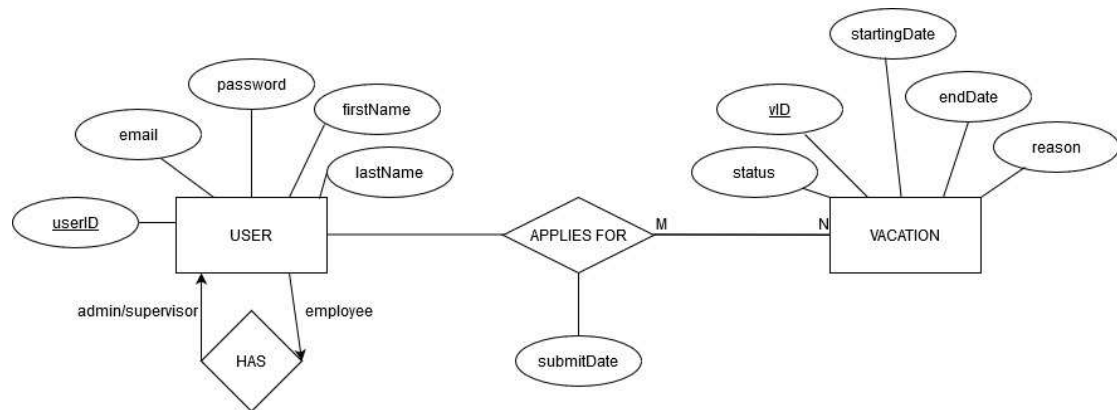 startingDate
password
endDate
firstName
vID
email
reason
lastName
status
userID
USER
APPLIES FOR
M
N
VACATION
admin/supervisor
employee
HAS
submitDate